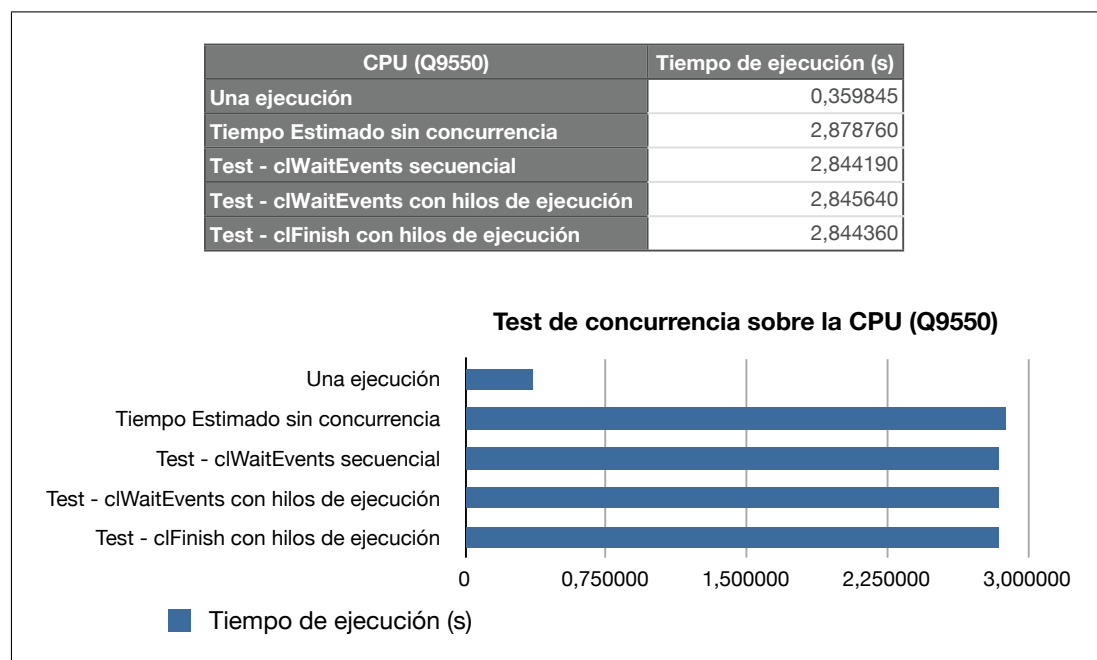 CPU (Q9550) Tiempo de ejecución (s)
Una ejecución 0,359845
Tiempo Estimado sin concurrencia 2,878760
Test - clWaitEvents secuencial 2,844190
Test - clWaitEvents con hilos de ejecución 2,845640
Test - clFinish con hilos de ejecución 2,844360
Test de concurrencia sobre la CPU (Q9550)
Una ejecución
Tiempo Estimado sin concurrencia
Test - clWaitEvents secuencial
Test - clWaitEvents con hilos de ejecución
Test - clFinish con hilos de ejecución
0 0,750000 1,500000 2,250000 3,000000
Tiempo de ejecución (s)